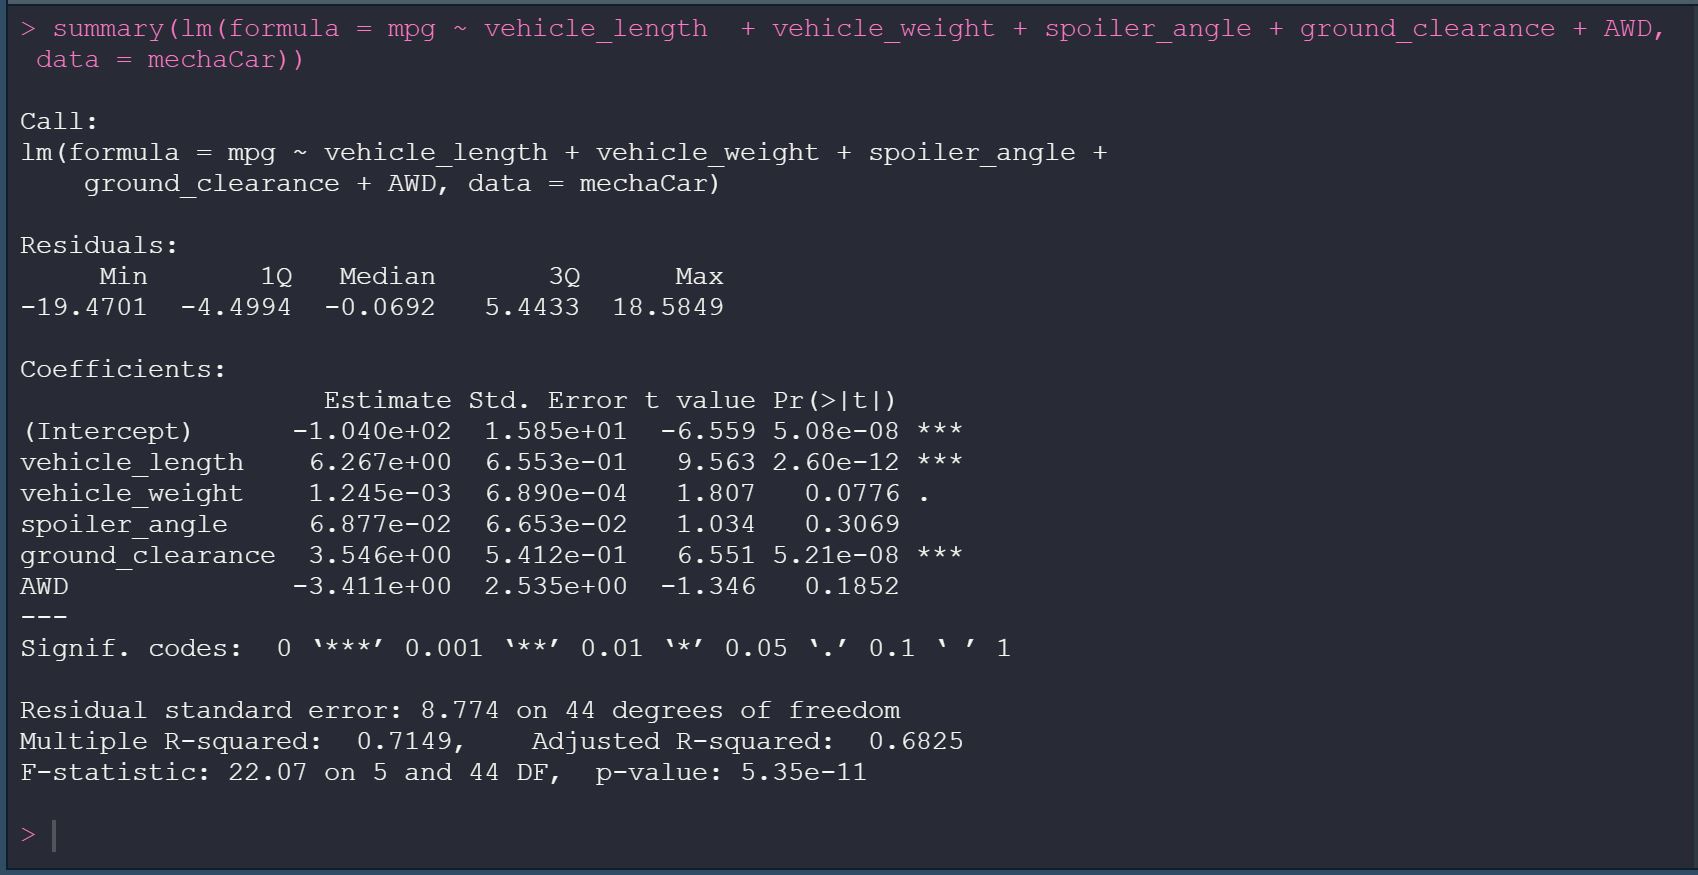 > summary(lm(formula = mpg ~ vehicle_length  + vehicle_weight + spoiler_angle + ground_clearance + AWD,
 data = mechaCar))

Call:
lm(formula = mpg ~ vehicle_length + vehicle_weight + spoiler_angle +
    ground_clearance + AWD, data = mechaCar)

Residuals:
     Min       1Q   Median       3Q      Max
-19.4701  -4.4994  -0.0692   5.4433  18.5849

Coefficients:
                   Estimate Std. Error t value Pr(>|t|)
(Intercept)      -1.040e+02  1.585e+01  -6.559 5.08e-08 ***
vehicle_length    6.267e+00  6.553e-01   9.563 2.60e-12 ***
vehicle_weight    1.245e-03  6.890e-04   1.807   0.0776 .
spoiler_angle     6.877e-02  6.653e-02   1.034   0.3069
ground_clearance  3.546e+00  5.412e-01   6.551 5.21e-08 ***
AWD              -3.411e+00  2.535e+00  -1.346   0.1852
---
Signif. codes:  0 ‘***’ 0.001 ‘**’ 0.01 ‘*’ 0.05 ‘.’ 0.1 ‘ ’ 1

Residual standard error: 8.774 on 44 degrees of freedom
Multiple R-squared:  0.7149,    Adjusted R-squared:  0.6825
F-statistic: 22.07 on 5 and 44 DF,  p-value: 5.35e-11

>